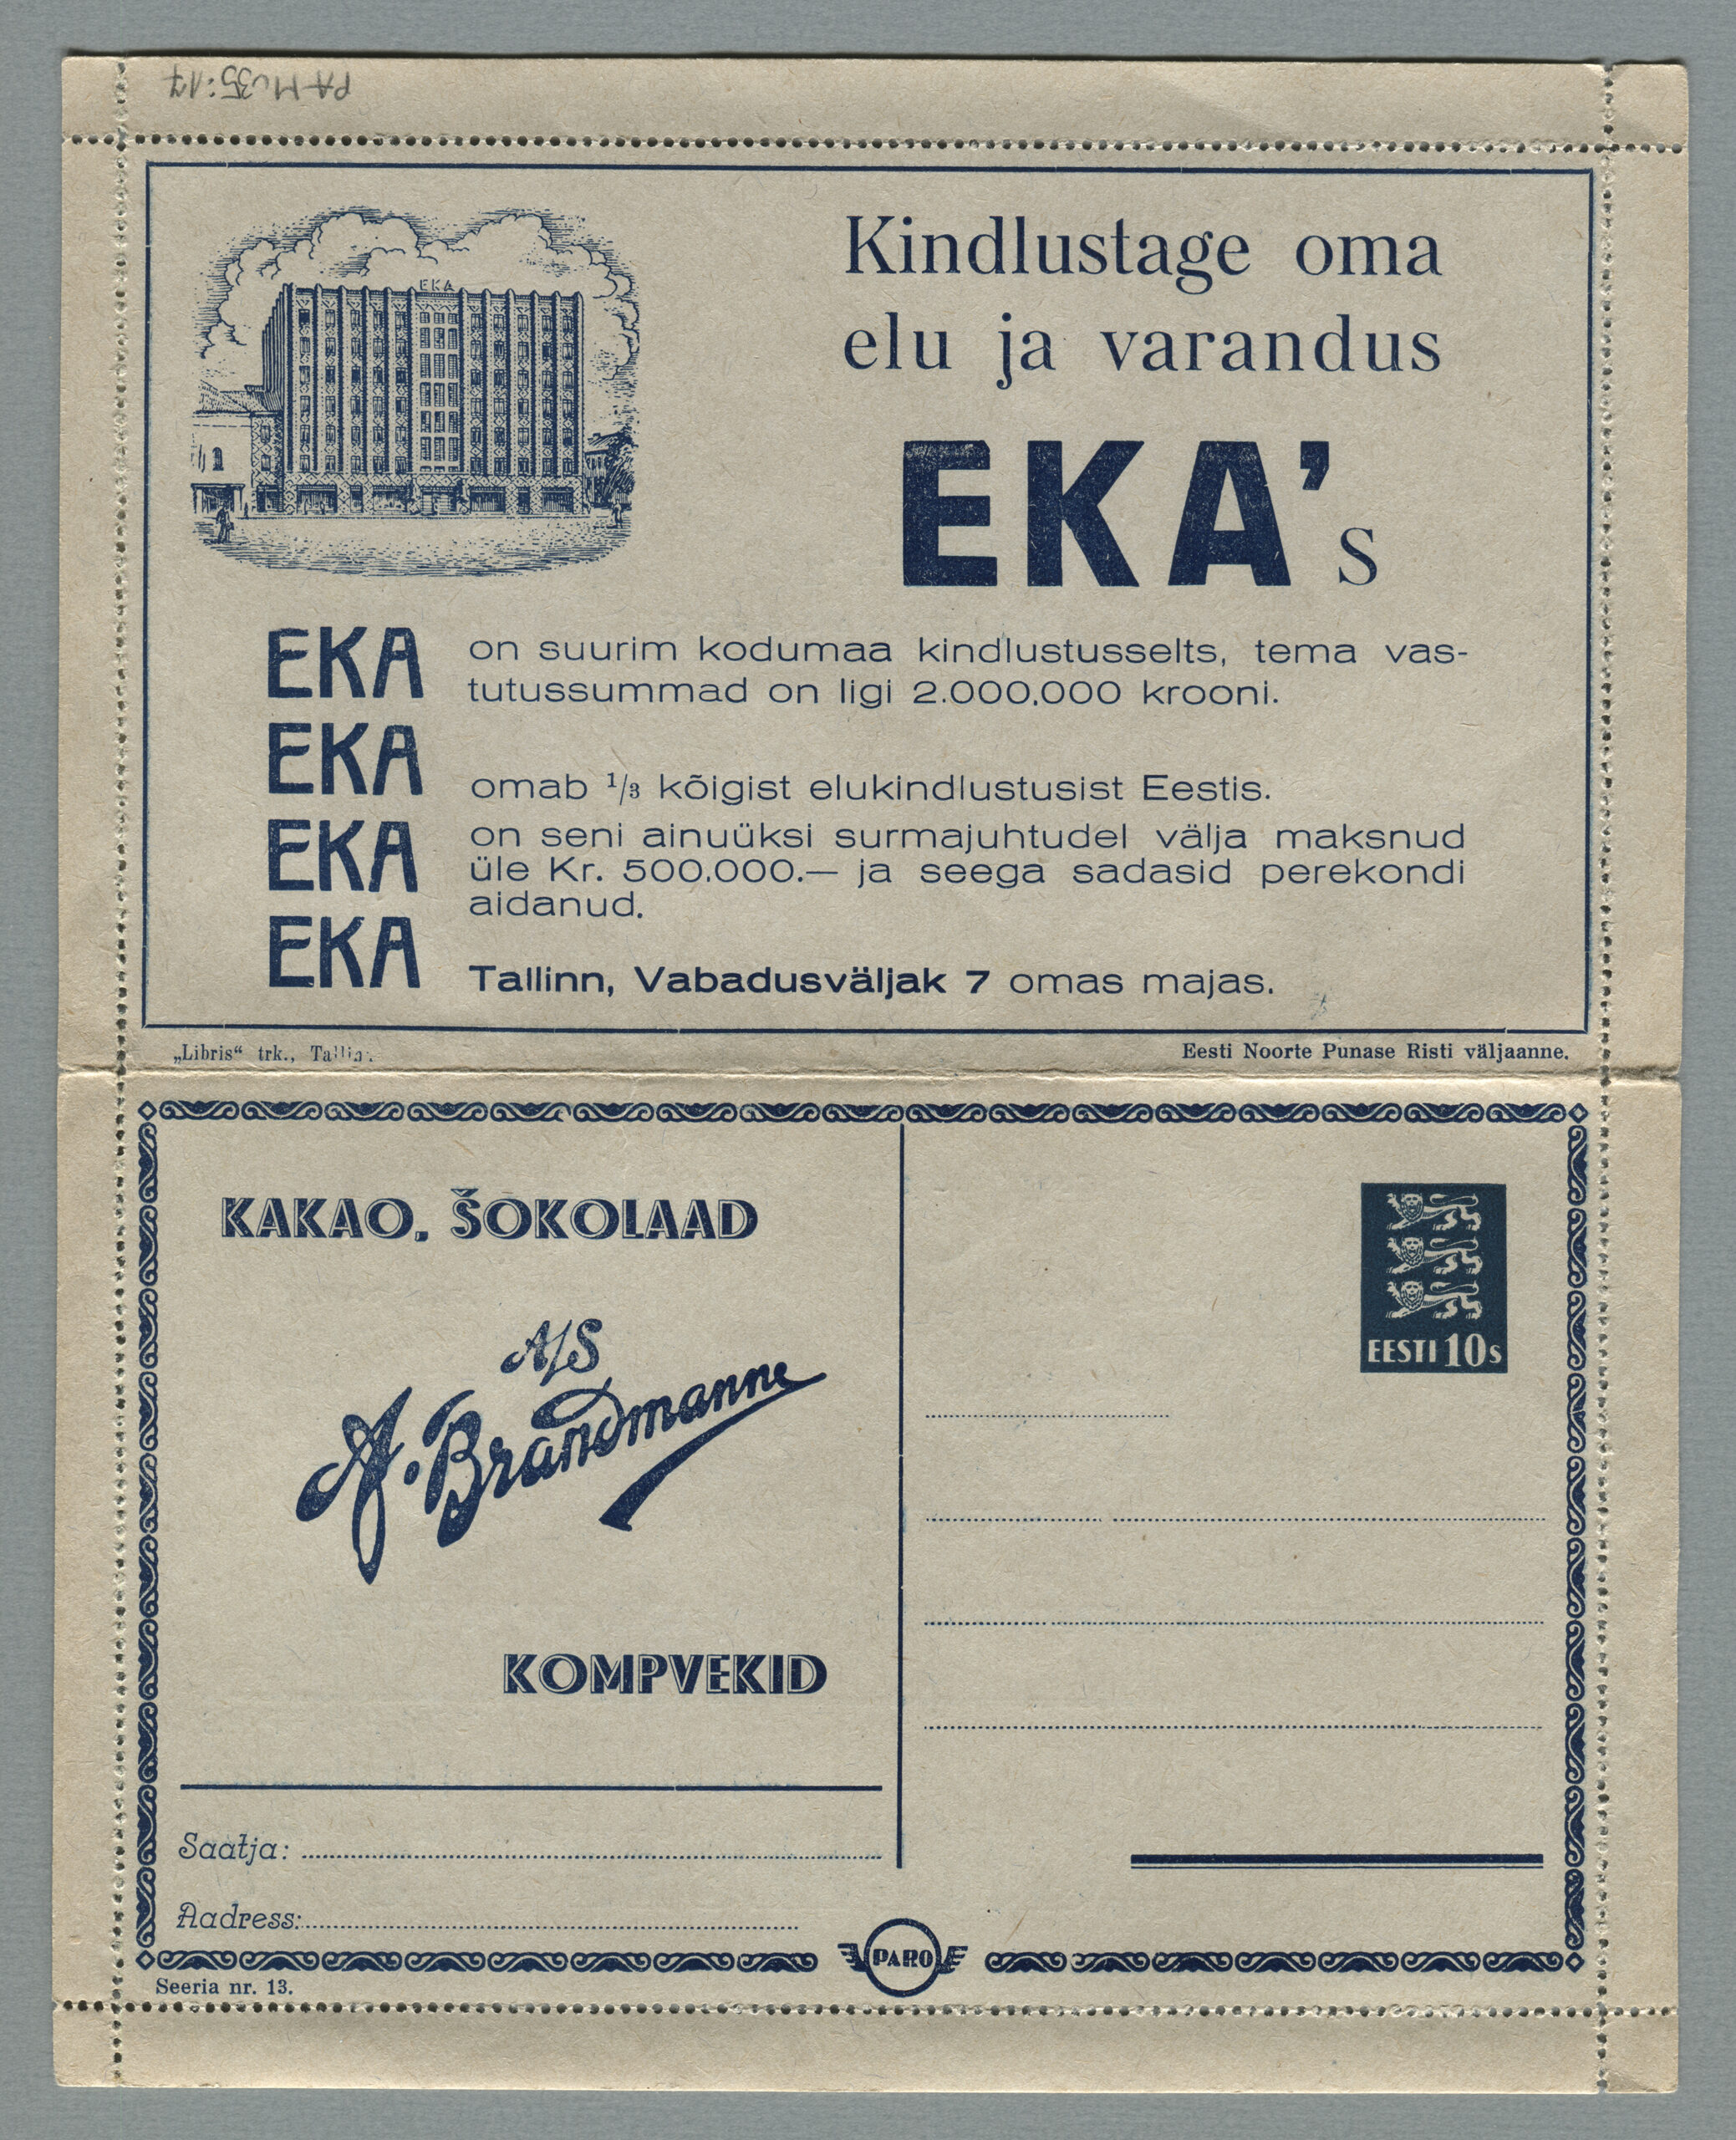 PA-M 35:17
EKA
Kindlustage oma
elu ja varandus
EKA's
EKA on suurim kodumaa kindlustusselts, tema vas-
tutussummad on ligi 2.000.000 krooni.
EKA omab 1/3 kõigist elukindlustusist Eestis.
EKA on seni ainuüksi surmajuhtudel välja maksnud
üle Kr. 500.000.— ja seega sadasid perekondi
aidanud.
EKA Tallinn, Vabadusväljak 7 omas majas.
„Libris“ trk., Tallinn.
Eesti Noorte Punase Risti väljaanne.
KAKAO, ŠOKOLAAD
A/S
A. Brandmanne
KOMPVEKID
EESTI 10s
Saatja:
Aadress:
PARO
Seeria nr. 13.